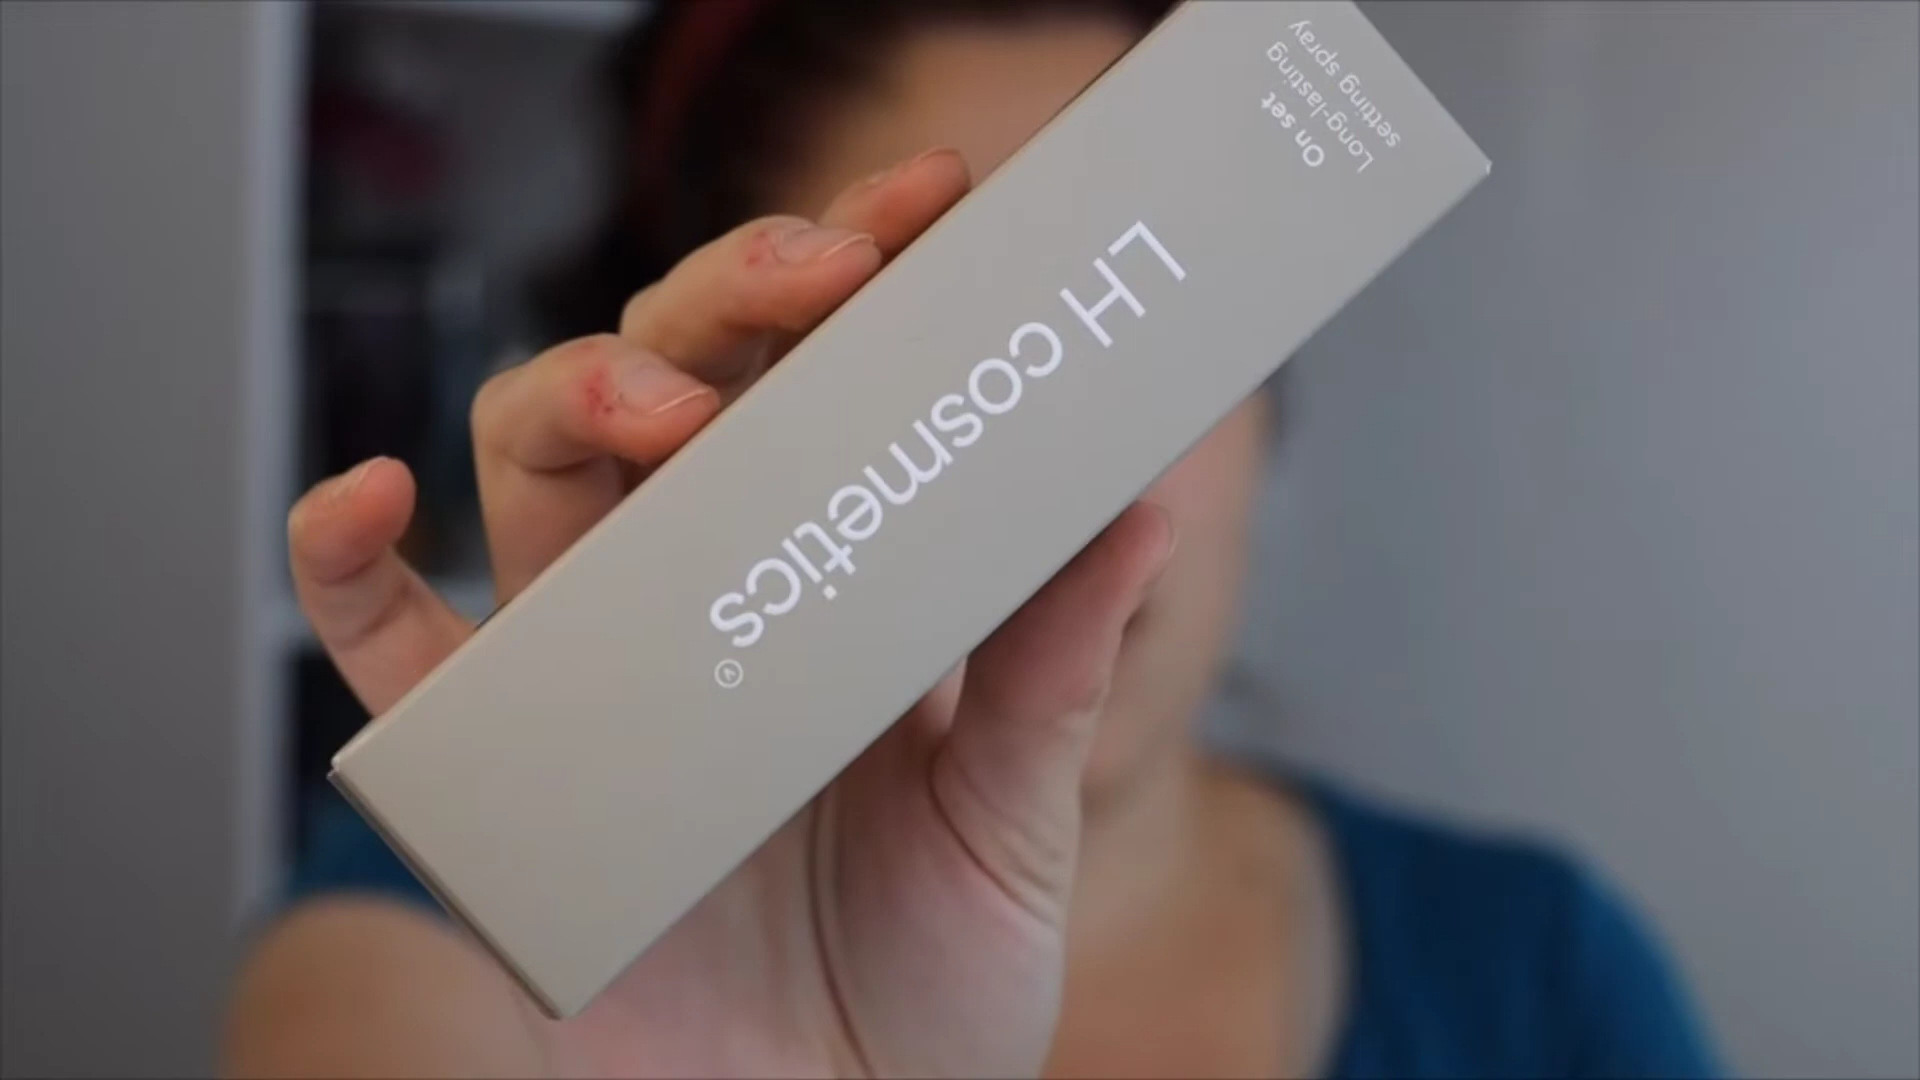 LH cosmetics
On set
Long-lasting
setting spray